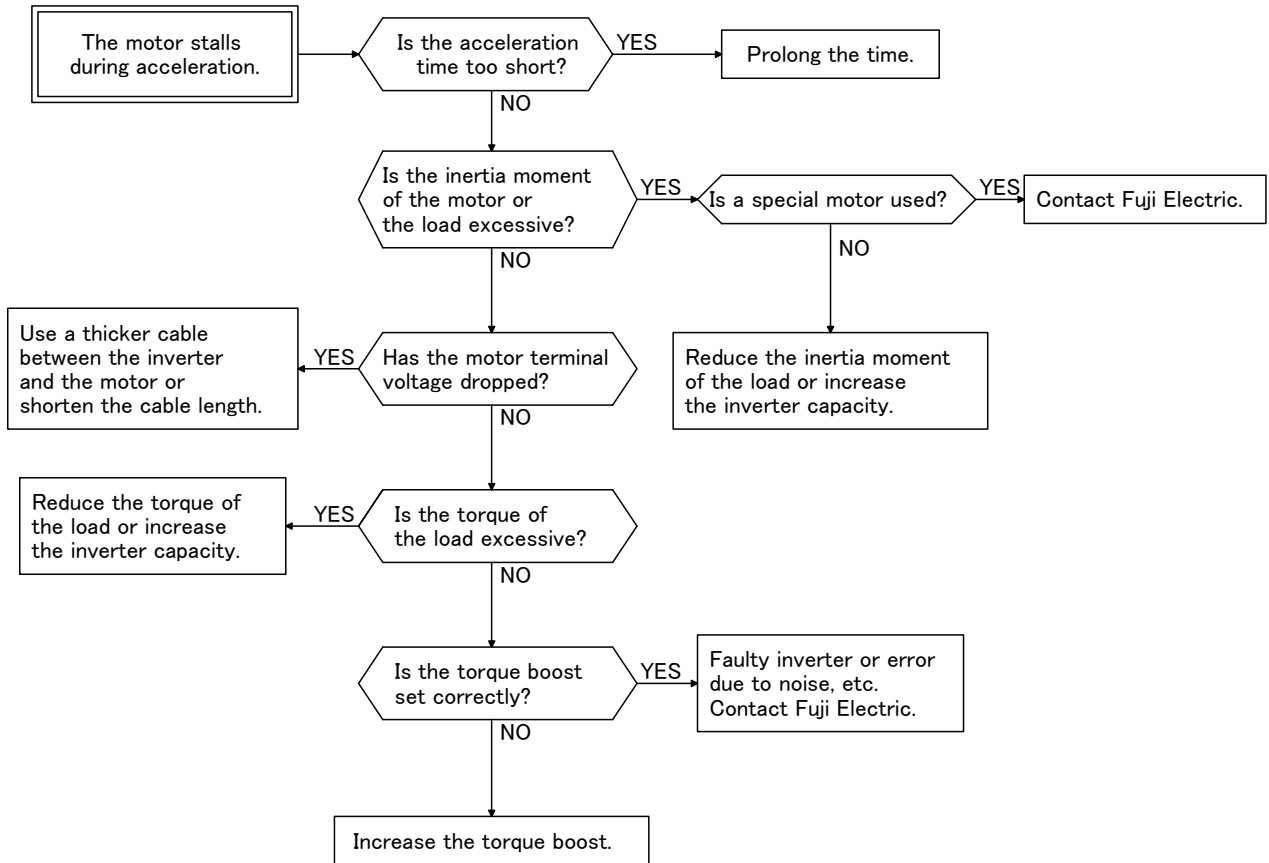 The motor stalls
during acceleration.
Is the acceleration
time too short?
YES
Prolong the time.
NO
Is the inertia moment
of the motor or
the load excessive?
YES
Is a special motor used?
YES
Contact Fuji Electric.
NO
NO
Use a thicker cable
between the inverter
and the motor or
shorten the cable length.
YES
Has the motor terminal
voltage dropped?
Reduce the inertia moment
of the load or increase
the inverter capacity.
NO
Reduce the torque of
the load or increase
the inverter capacity.
YES
Is the torque of
the load excessive?
NO
Is the torque boost
set correctly?
YES
Faulty inverter or error
due to noise, etc.
Contact Fuji Electric.
NO
Increase the torque boost.